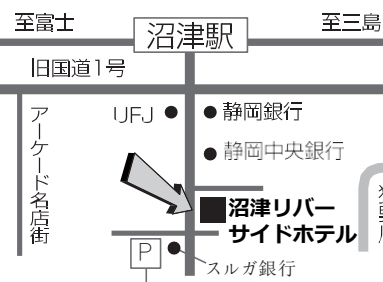 至富士
沼津駅
至三島
旧国道1号
アーケード名店街
UFJ
静岡銀行
静岡中央銀行
沼津リバー
サイドホテル
P
スルガ銀行